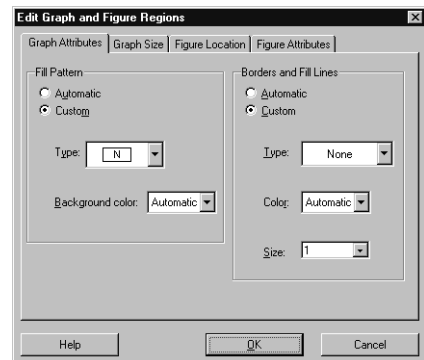 Edit Graph and Figure Regions
Graph Attributes Graph Size Figure Location Figure Attributes
Fill Pattern
Automatic
Custom
Type: N
Background color: Automatic
Borders and Fill Lines
Automatic
Custom
Type: None
Color: Automatic
Size: 1
Help OK Cancel